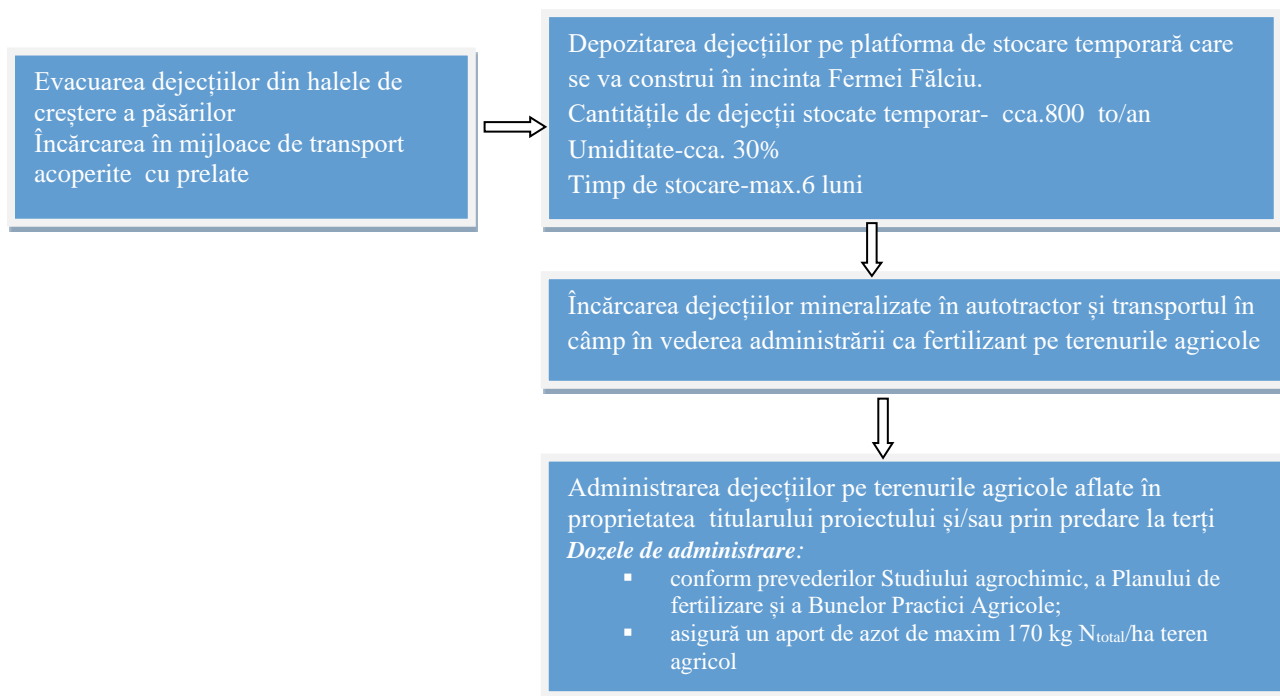 Evacuarea dejecțiilor din halele de
creștere a păsărilor
Încărcarea în mijloace de transport
acoperite cu prelate
Depozitarea dejecțiilor pe platforma de stocare temporară care
se va construi în incinta Fermei Fălciu.
Cantitățile de dejecții stocate temporar- cca.800 to/an
Umiditate-cca. 30%
Timp de stocare-max.6 luni
Încărcarea dejecțiilor mineralizate în autotractor și transportul în
câmp în vederea administrării ca fertilizant pe terenurile agricole
Administrarea dejecțiilor pe terenurile agricole aflate în
proprietatea titularului proiectului și/sau prin predare la terți
Dozele de administrare:
▪ conform prevederilor Studiului agrochimic, a Planului de
fertilizare și a Bunelor Practici Agricole;
▪ asigură un aport de azot de maxim 170 kg Ntotal/ha teren
agricol